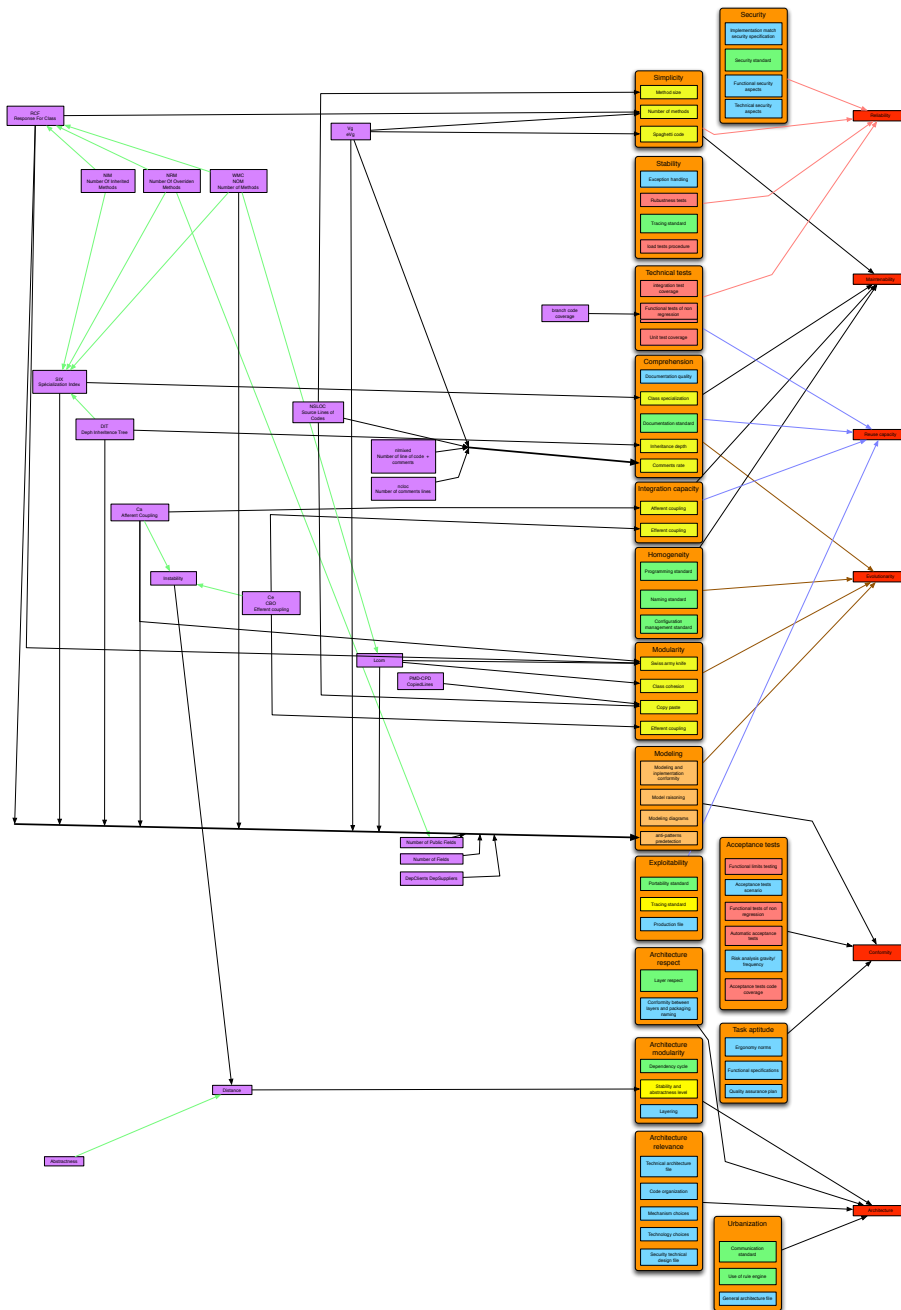 Security
Implementation match
security specification
Security standard
Functional security
aspects
Technical security
aspects
Simplicity
Method size
Number of methods
Spaghetti code
RCF
Response For Class
Vg
eVg
Reliability
Stability
Exception handling
Robustness tests
Tracing standard
load tests procedure
NIM
Number Of Inherited
Methods
NRM
Number Of Overriden
Methods
WMC
NOM
Number of Methods
Technical tests
Integration test
coverage
Functional tests of non
regression
Unit test coverage
branch code
coverage
Maintenability
Comprehension
Documentation quality
Class specialization
Documentation standard
Inheritance depth
Comments rate
SIX
Spécialization Index
NSLOC
Source Lines of
Codes
DIT
Deph Inheritance Tree
Number of line of code +
comments
ncloc
Number of comments lines
Reuse capacity
Integration capacity
Afferent coupling
Efferent coupling
Ca
Afferent Coupling
Homogeneity
Programming standard
Naming standard
Configuration
management standard
Instability
Ce
CBO
Efferent coupling
Evolutionarity
Modularity
Swiss army knife
Class cohesion
Copy paste
Efferent coupling
Lcom
PMD-CPD
CopiedLines
Modeling
Modeling and
implementation
conformity
Model reasoning
Modeling diagrams
anti-patterns
predetection
Number of Public Fields
Number of Fields
DepClients DepSuppliers
Exploitability
Portability standard
Tracing standard
Production file
Acceptance tests
Functional limits testing
Acceptance tests
scenario
Functional tests of non
regression
Automatic acceptance
tests
Risk analysis gravity/
frequency
Acceptance tests code
coverage
Conformity
Architecture
respect
Layer respect
Conformity between
layers and packaging
naming
Task aptitude
Ergonomy norms
Functional specifications
Quality assurance plan
Architecture
modularity
Dependency cycle
Stability and
abstractness level
Layering
Distance
Abstractness
Architecture
relevance
Technical architecture
file
Code organization
Mechanism choices
Technology choices
Security technical
design file
Architecture
Urbanization
Communication
standard
Use of rule engine
General architecture file